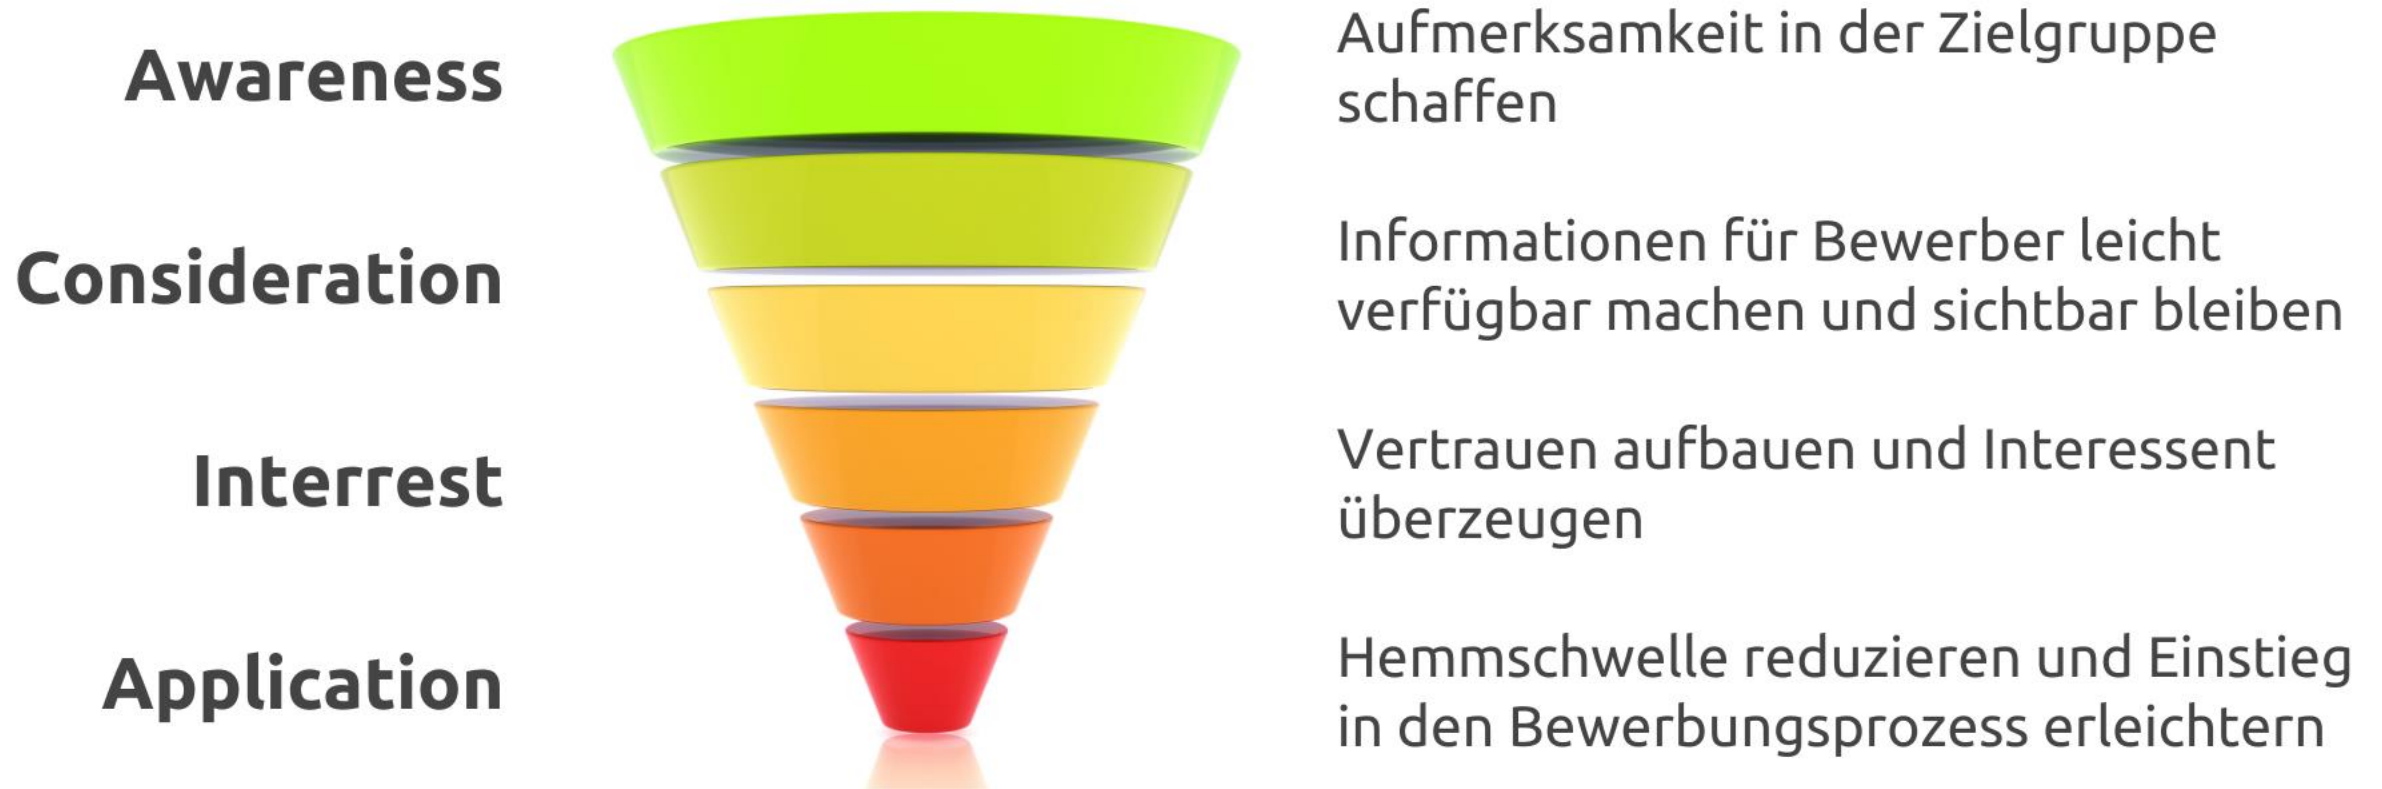 Awareness
Aufmerksamkeit in der Zielgruppe
schaffen
Consideration
Informationen für Bewerber leicht
verfügbar machen und sichtbar bleiben
Interrest
Vertrauen aufbauen und Interessent
überzeugen
Application
Hemmschwelle reduzieren und Einstieg
in den Bewerbungsprozess erleichtern